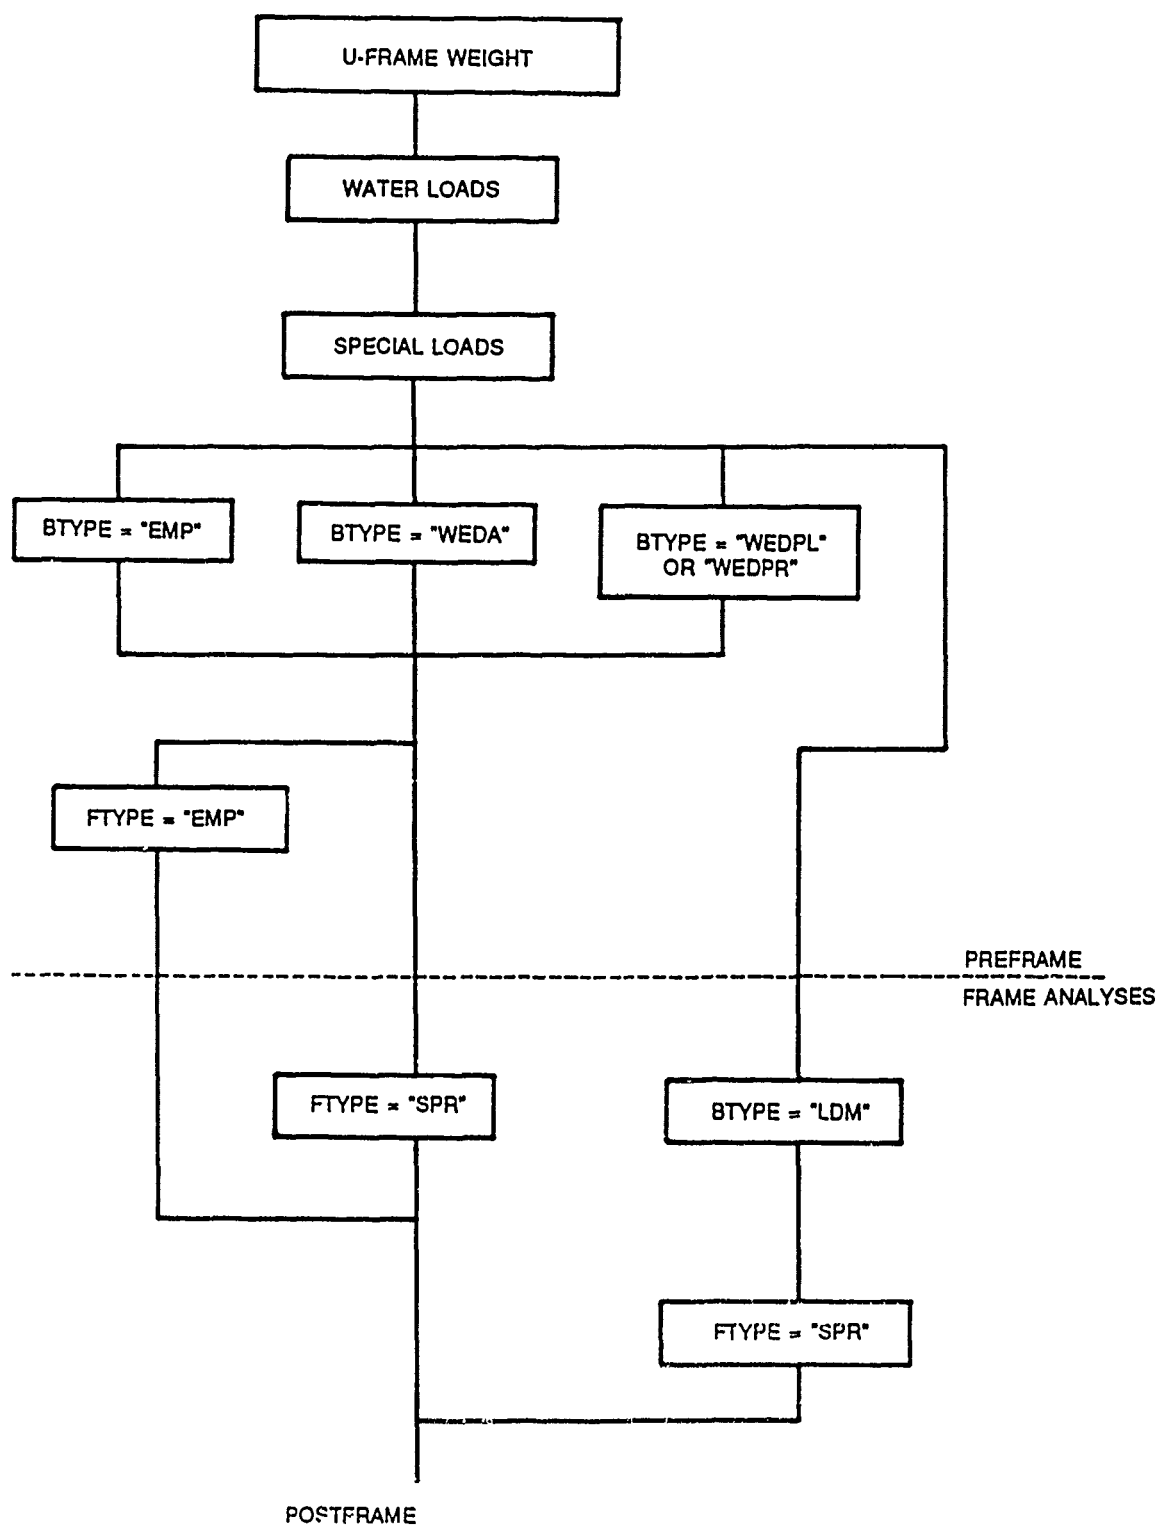 U-FRAME WEIGHT
WATER LOADS
SPECIAL LOADS
BTYPE = "EMP"
BTYPE = "WEDA"
BTYPE = "WEDPL"
OR "WEDPR"
FTYPE = "EMP"
PREFRAME
FRAME ANALYSES
FTYPE = "SPR"
BTYPE = "LDM"
FTYPE = "SPR"
POSTFRAME